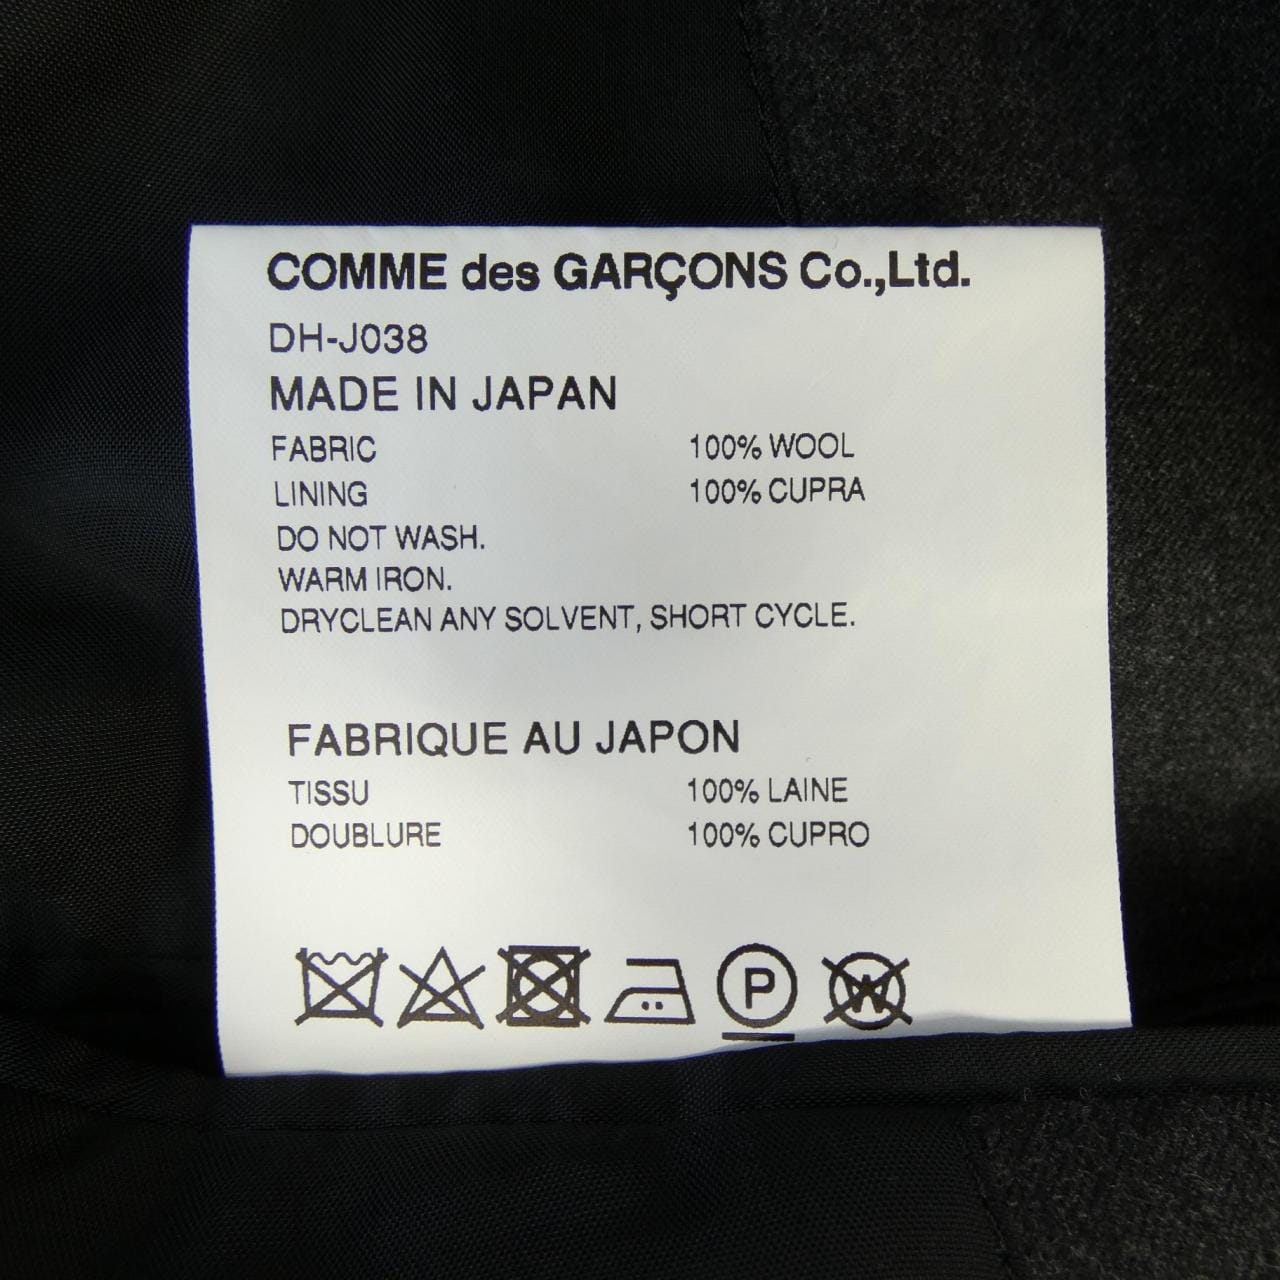 COMME des GARÇONS Co.,Ltd.
DH-J038
MADE IN JAPAN
FABRIC 100% WOOL
LINING 100% CUPRA
DO NOT WASH.
WARM IRON.
DRYCLEAN ANY SOLVENT, SHORT CYCLE.
FABRIQUE AU JAPON
TISSU 100% LAINE
DOUBLURE 100% CUPRO
P W